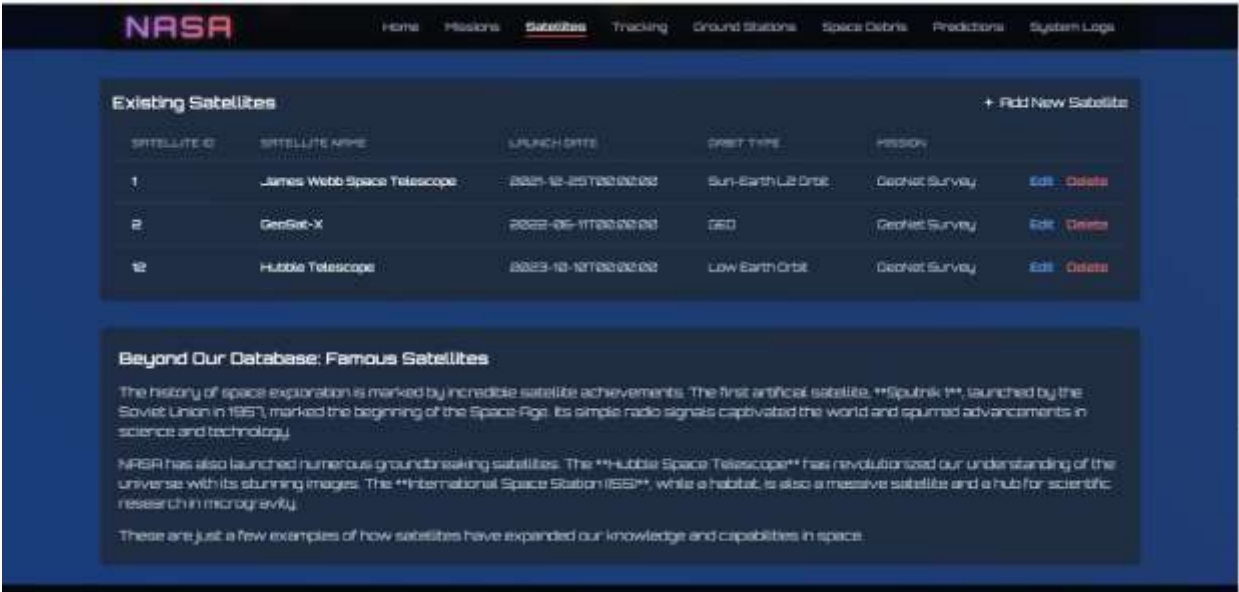 NASA
Home Missions Satellites Tracking Ground Stations Space Debris Predictions System Logs
Existing Satellites
+ Add New Satellite
SATELLITE ID SATELLITE NAME LAUNCH DATE ORBIT TYPE MISSION
1 James Webb Space Telescope 2021-12-25T00:00:00 Sun-Earth L2 Orbit GeoNet Survey Edit Delete
2 GeoSat-X 2022-06-11T00:00:00 GEO GeoNet Survey Edit Delete
12 Hubble Telescope 2023-10-10T00:00:00 Low Earth Orbit GeoNet Survey Edit Delete
Beyond Our Database: Famous Satellites
The history of space exploration is marked by incredible satellite achievements. The first artificial satellite, **Sputnik 1**, launched by the
Soviet Union in 1957, marked the beginning of the Space Age. Its simple radio signals captivated the world and spurred advancements in
science and technology.
NASA has also launched numerous groundbreaking satellites. The **Hubble Space Telescope** has revolutionized our understanding of the
universe with its stunning images. The **International Space Station (ISS)**, while a habitat, is also a massive satellite and a hub for scientific
research in microgravity.
These are just a few examples of how satellites have expanded our knowledge and capabilities in space.